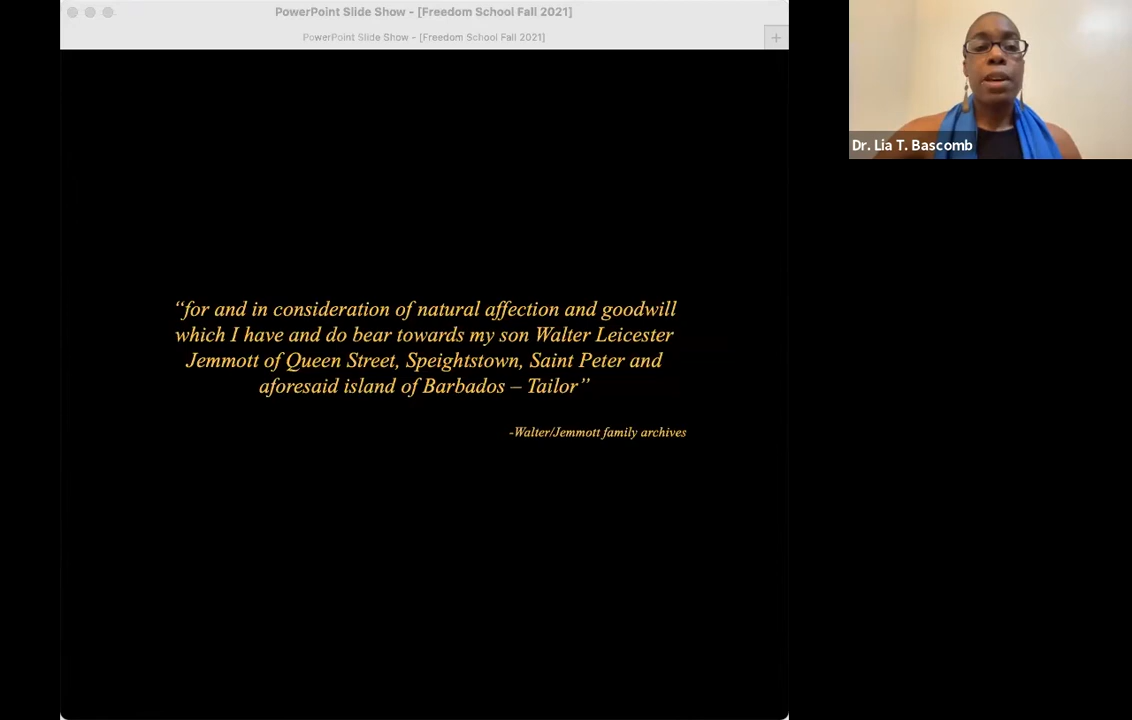 PowerPoint Slide Show - [Freedom School Fall 2021]
PowerPoint Slide Show - [Freedom School Fall 2021]
+
“for and in consideration of natural affection and goodwill
which I have and do bear towards my son Walter Leicester
Jemmott of Queen Street, Speightstown, Saint Peter and
aforesaid island of Barbados – Tailor”
-Walter/Jemmott family archives
Dr. Lia T. Bascomb